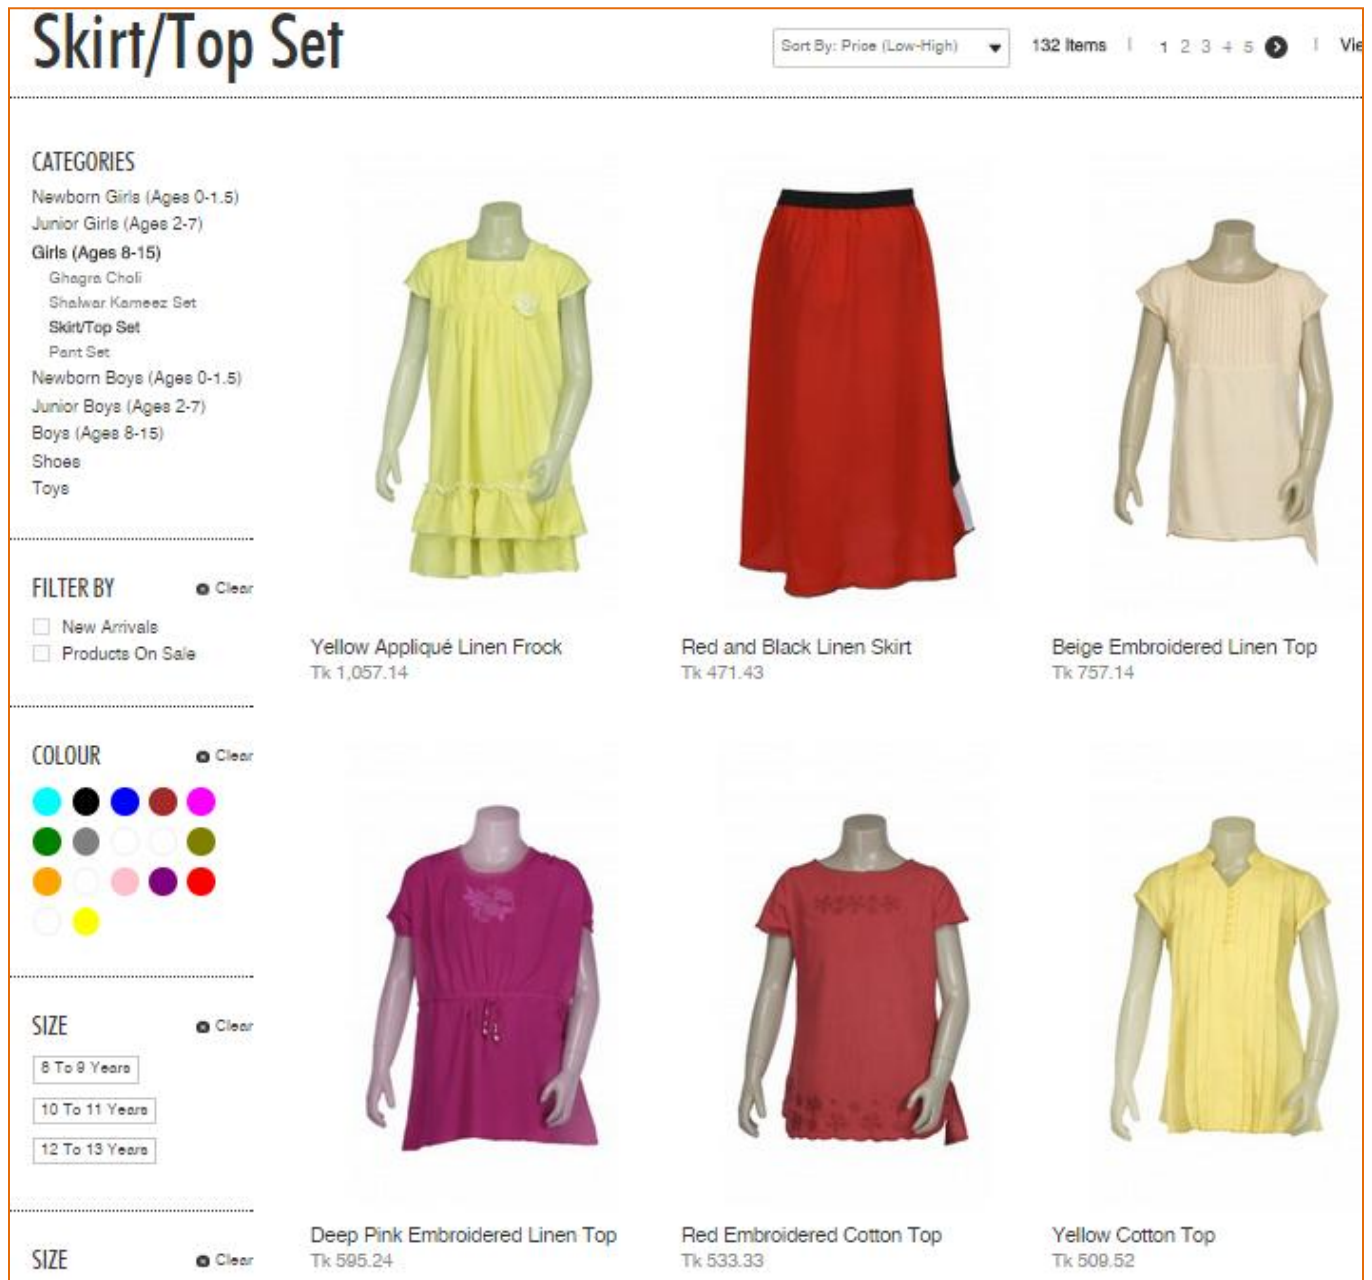 Skirt/Top Set
Sort By: Price (Low-High)
132 Items | 1 2 3 4 5 | Vie
CATEGORIES
Newborn Girls (Ages 0-1.5)
Junior Girls (Ages 2-7)
Girls (Ages 8-15)
Ghagra Choli
Shalwar Kameez Set
Skirt/Top Set
Pant Set
Newborn Boys (Ages 0-1.5)
Junior Boys (Ages 2-7)
Boys (Ages 8-15)
Shoes
Toys
FILTER BY Clear
New Arrivals
Products On Sale
COLOUR Clear
SIZE Clear
8 To 9 Years
10 To 11 Years
12 To 13 Years
SIZE Clear
Yellow Appliqué Linen Frock
Tk 1,057.14
Red and Black Linen Skirt
Tk 471.43
Beige Embroidered Linen Top
Tk 757.14
Deep Pink Embroidered Linen Top
Tk 595.24
Red Embroidered Cotton Top
Tk 533.33
Yellow Cotton Top
Tk 509.52